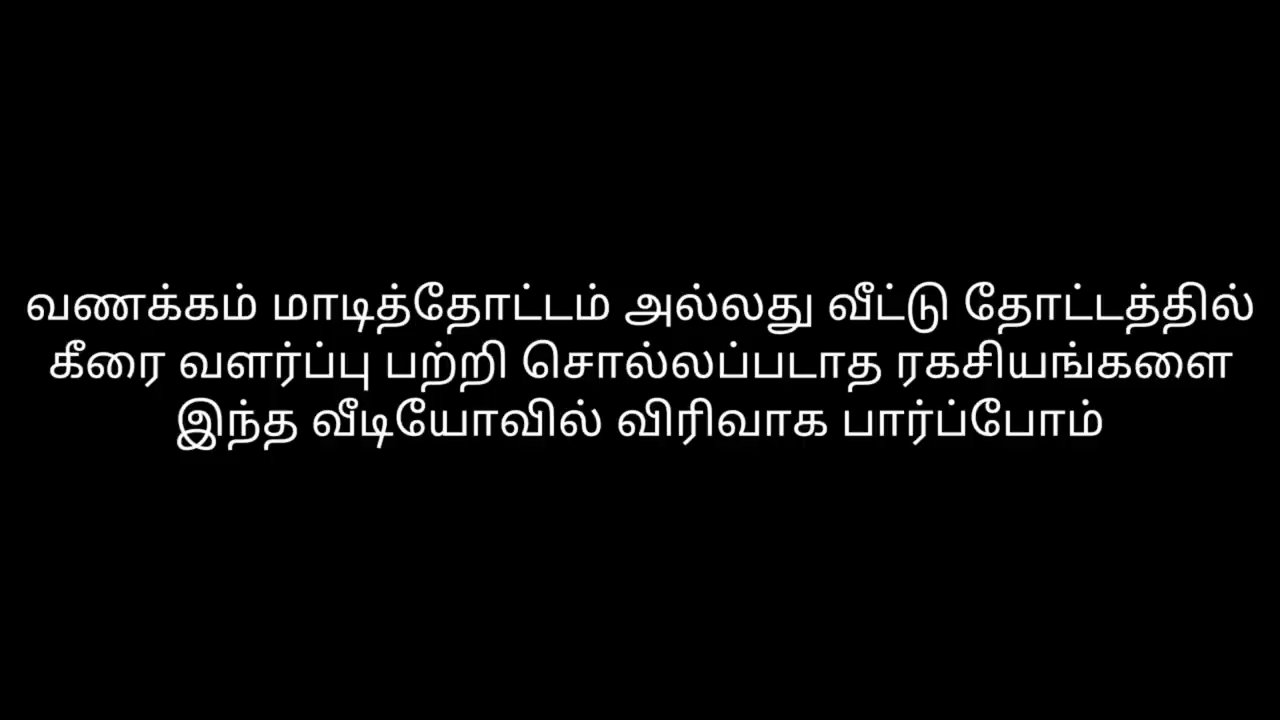 வணக்கம் மாடித்தோட்டம் அல்லது வீட்டு தோட்டத்தில்
கீரை வளர்ப்பு பற்றி சொல்லப்படாத ரகசியங்களை
இந்த வீடியோவில் விரிவாக பார்ப்போம்